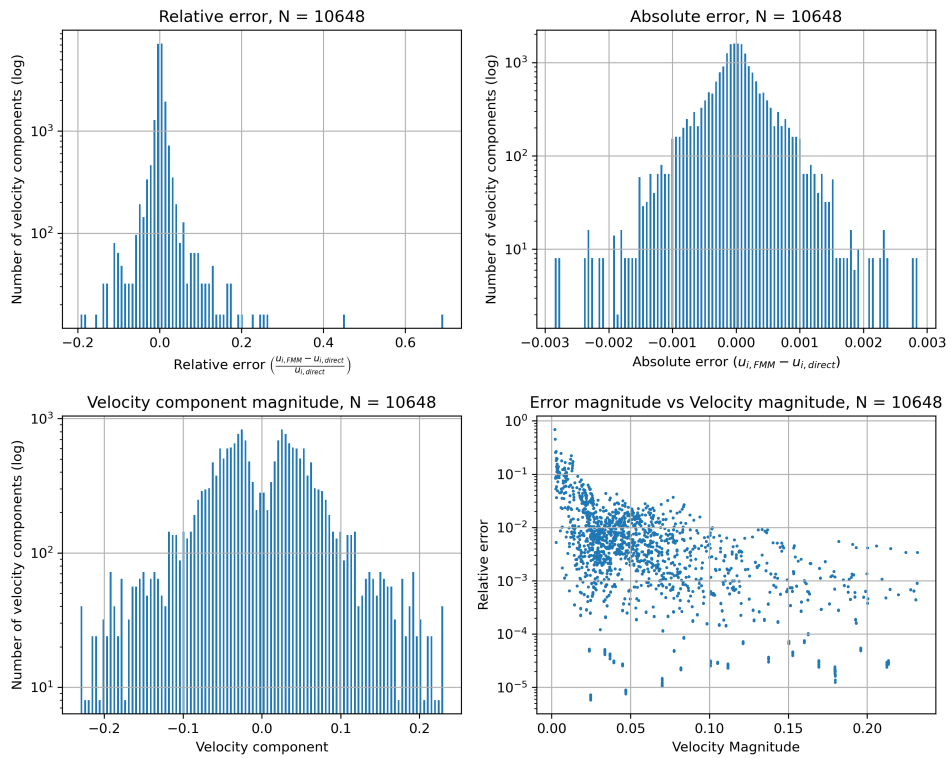 Relative error, N = 10648
Number of velocity components (log)
10³
10²
−0.2 0.0 0.2 0.4 0.6
Relative error (u_{i,FMM} − u_{i,direct} / u_{i,direct})
Absolute error, N = 10648
Number of velocity components (log)
10³
10²
10¹
−0.003 −0.002 −0.001 0.000 0.001 0.002 0.003
Absolute error (u_{i,FMM} − u_{i,direct})
Velocity component magnitude, N = 10648
Number of velocity components (log)
10³
10²
10¹
−0.2 −0.1 0.0 0.1 0.2
Velocity component
Error magnitude vs Velocity magnitude, N = 10648
Relative error
10⁰
10⁻¹
10⁻²
10⁻³
10⁻⁴
10⁻⁵
0.00 0.05 0.10 0.15 0.20
Velocity Magnitude